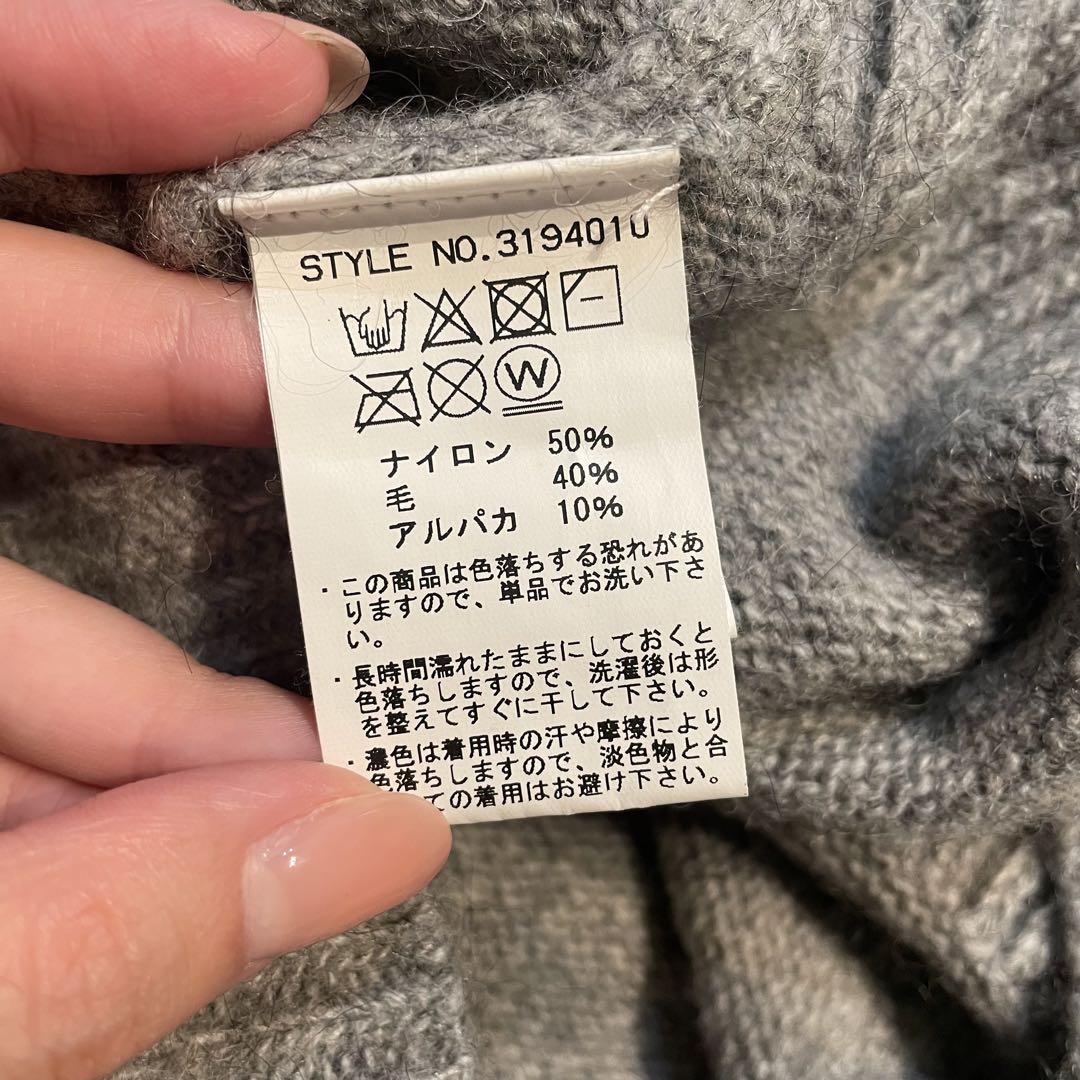 STYLE NO.319401U
W
ナイロン 50%
毛 40%
アルパカ 10%
・この商品は色落ちする恐れがあ
りますので、単品でお洗い下さ
い。
・長時間濡れたままにしておくと
色落ちしますので、洗濯後は形
を整えてすぐに干して下さい。
・濃色は着用時の汗や摩擦により
色落ちしますので、淡色物と合
ての着用はお避け下さい。